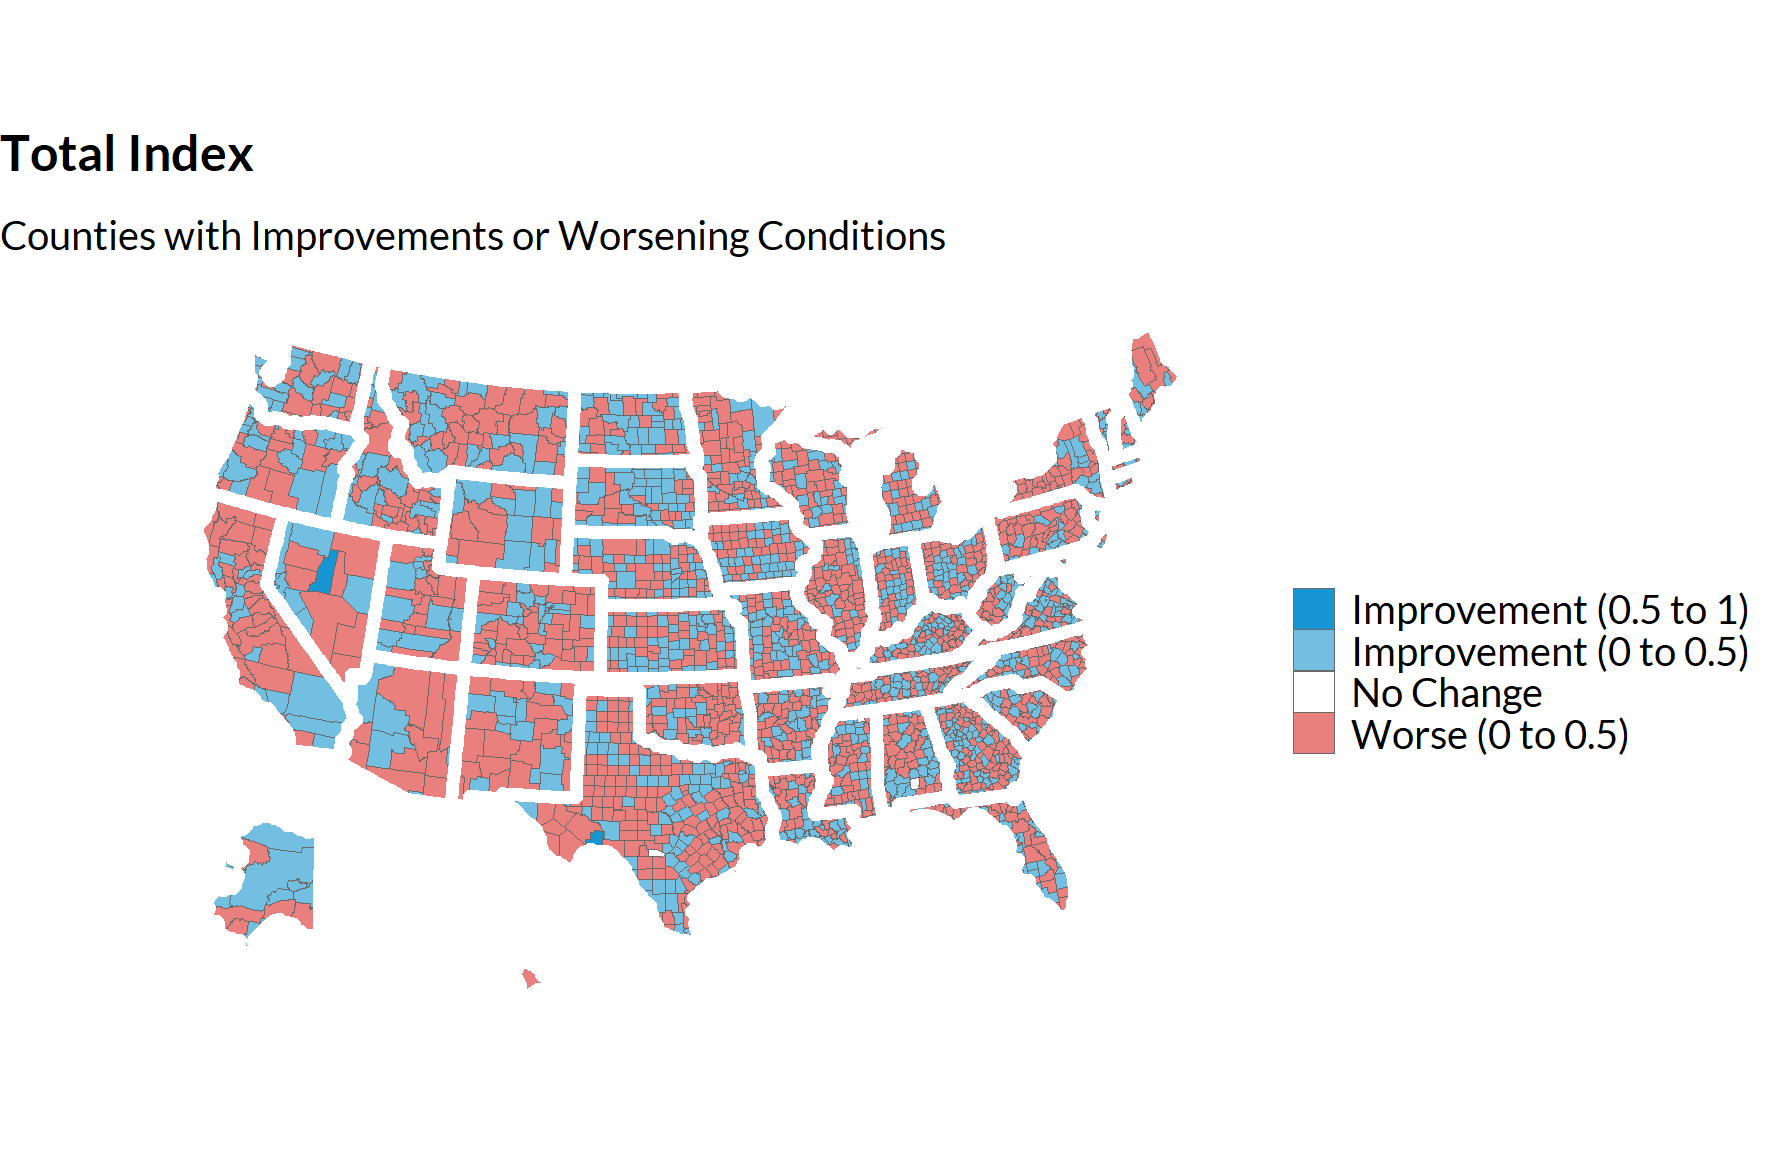 Total Index
Counties with Improvements or Worsening Conditions
Improvement (0.5 to 1)
Improvement (0 to 0.5)
No Change
Worse (0 to 0.5)